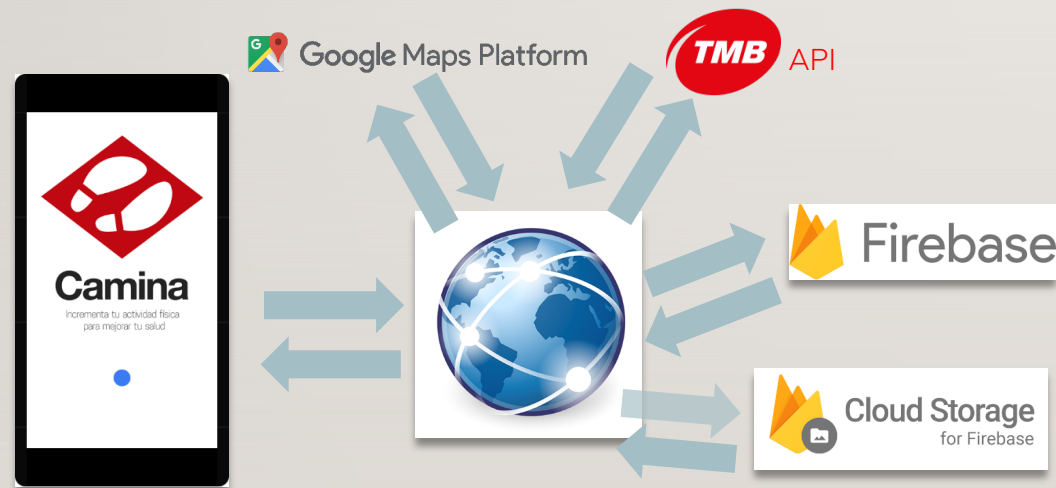 G
Google Maps Platform
TMB API
Camina
Incrementa tu actividad física
para mejorar tu salud
Firebase
Cloud Storage
for Firebase